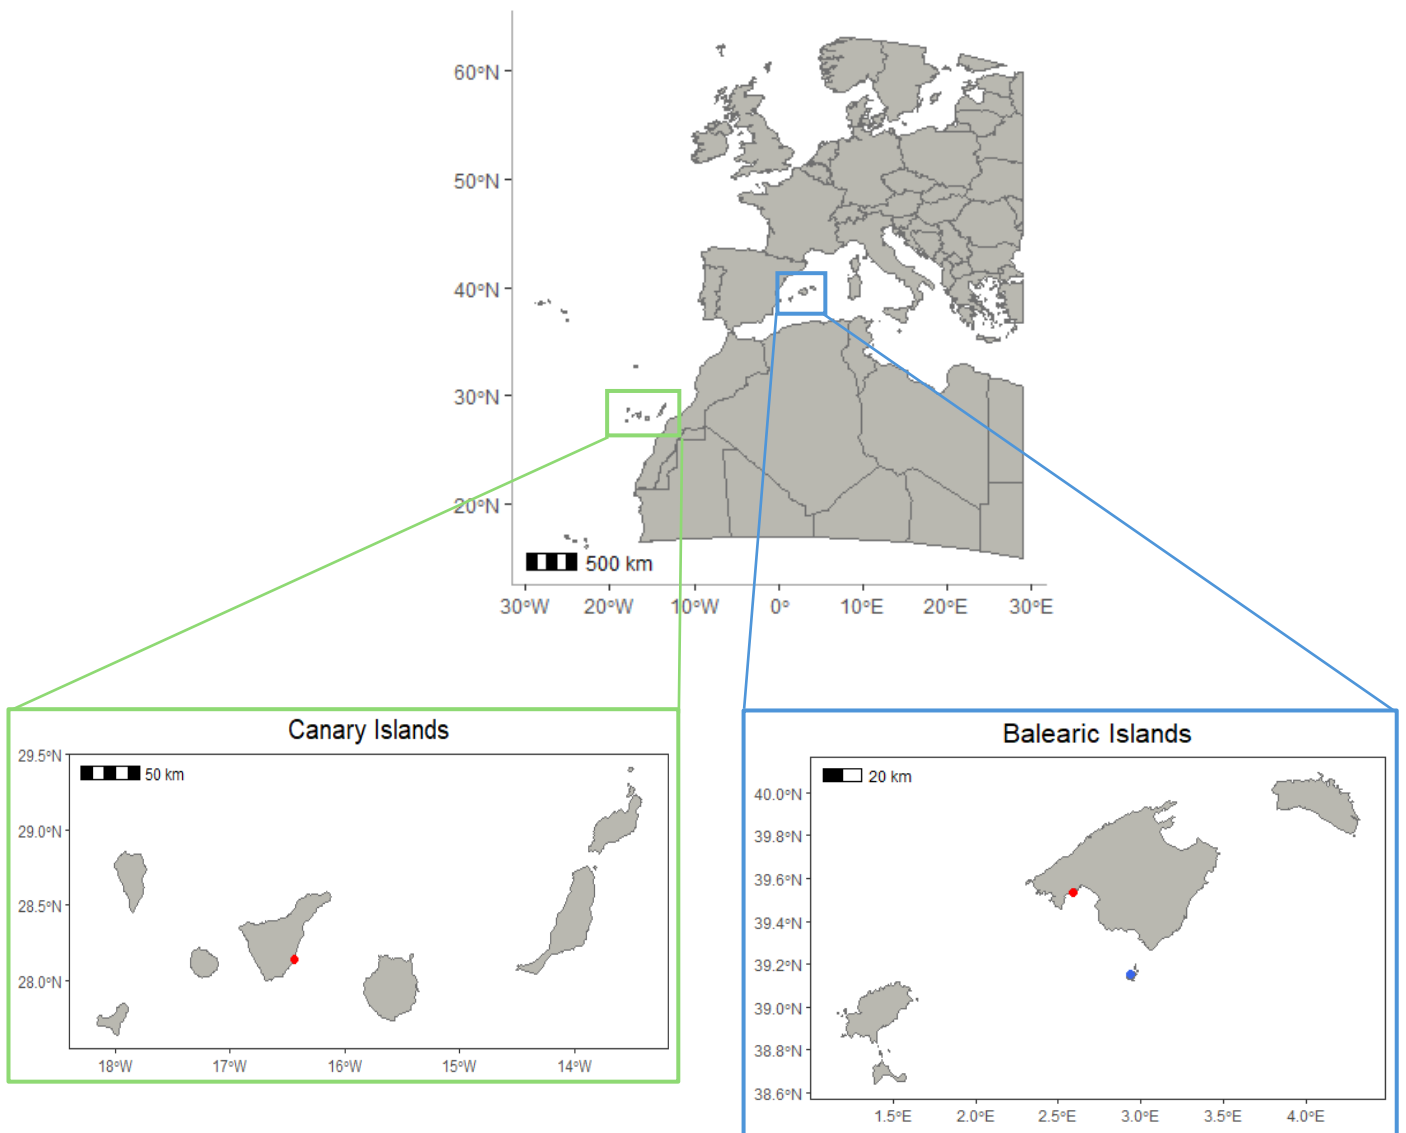 60°N
50°N
40°N
30°N
20°N
500 km
30°W 20°W 10°W 0° 10°E 20°E 30°E
Canary Islands
29.5°N
50 km
29.0°N
28.5°N
28.0°N
18°W 17°W 16°W 15°W 14°W
Balearic Islands
20 km
40.0°N
39.8°N
39.6°N
39.4°N
39.2°N
39.0°N
38.8°N
38.6°N
1.5°E 2.0°E 2.5°E 3.0°E 3.5°E 4.0°E